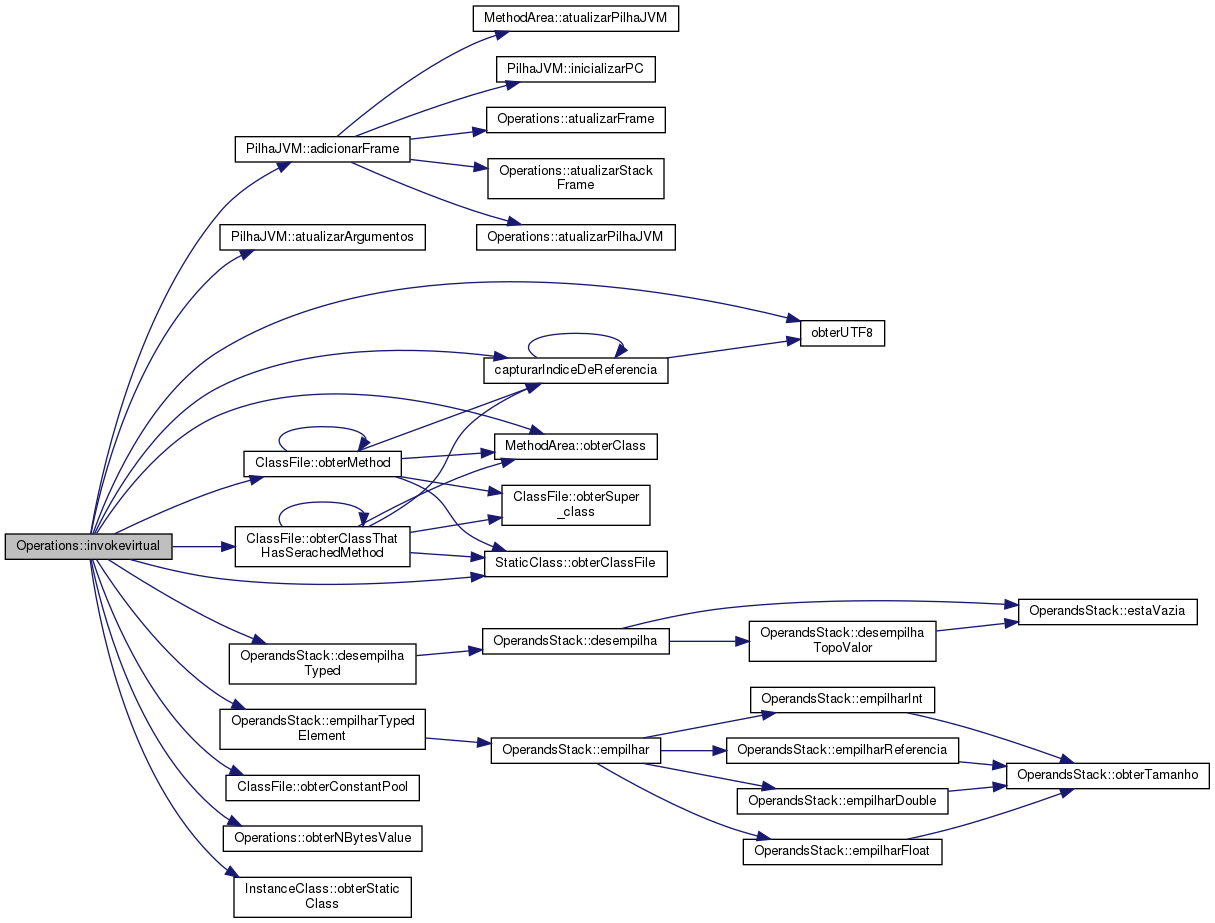 MethodArea::atualizarPilhaJVM
PilhaJVM::inicializarPC
Operations::atualizarFrame
PilhaJVM::adicionarFrame
Operations::atualizarStack
Frame
PilhaJVM::atualizarArgumentos
Operations::atualizarPilhaJVM
obterUTF8
capturarIndiceDeReferencia
MethodArea::obterClass
ClassFile::obterMethod
ClassFile::obterSuper
_class
Operations::invokevirtual
ClassFile::obterClassThat
HasSerachedMethod
StaticClass::obterClassFile
OperandsStack::estaVazia
OperandsStack::desempilha
OperandsStack::desempilha
TopoValor
OperandsStack::desempilha
Typed
OperandsStack::empilharInt
OperandsStack::empilharTyped
Element
OperandsStack::empilhar
OperandsStack::empilharReferencia
OperandsStack::obterTamanho
ClassFile::obterConstantPool
OperandsStack::empilharDouble
Operations::obterNBytesValue
OperandsStack::empilharFloat
InstanceClass::obterStatic
Class